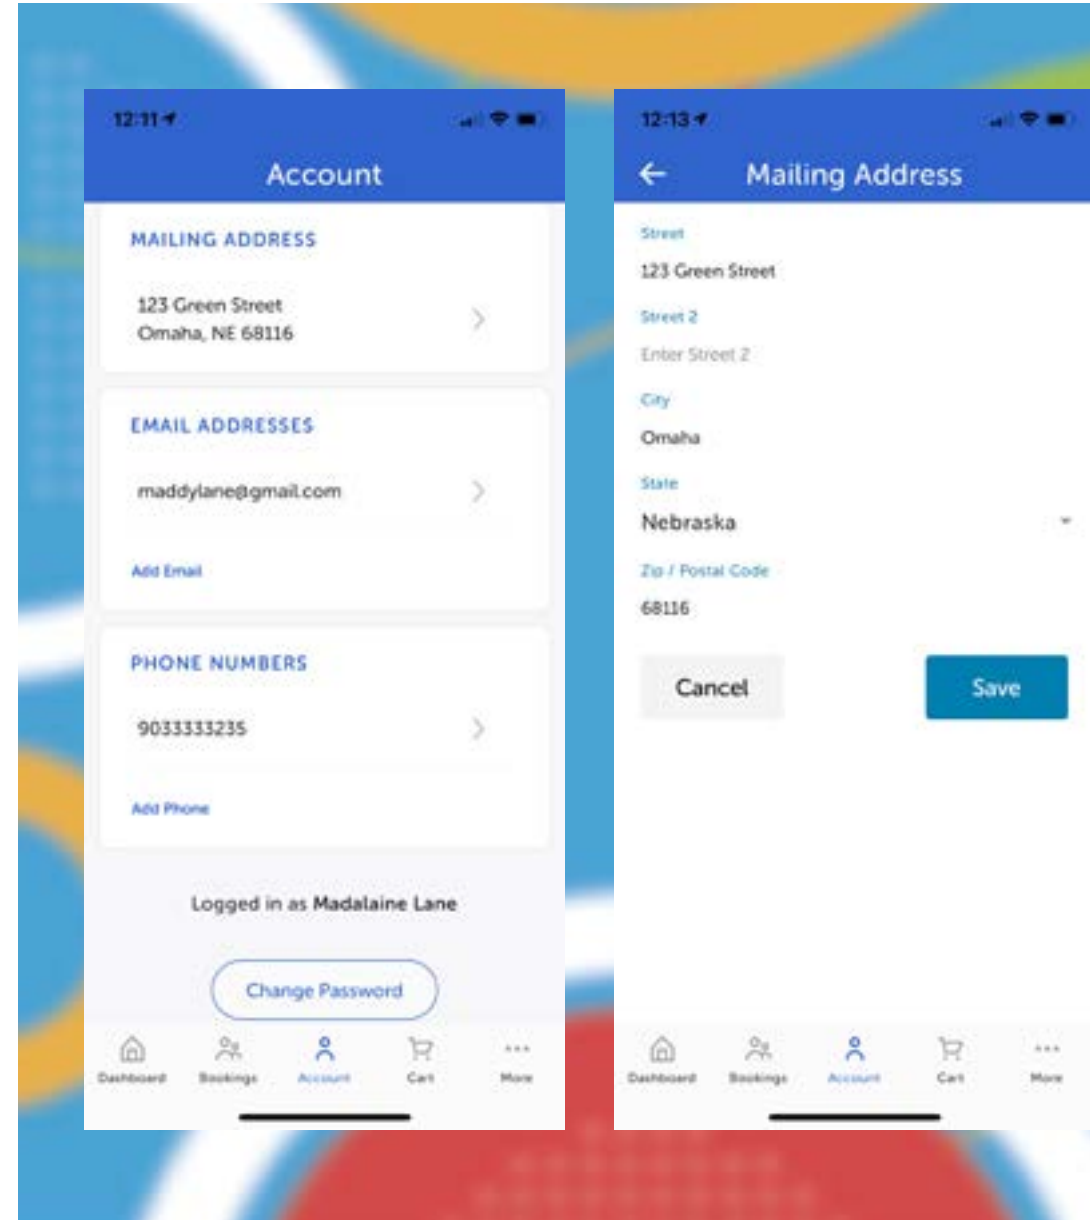 12:11
Account
MAILING ADDRESS
123 Green Street
Omaha, NE 68116
EMAIL ADDRESSES
maddylane@gmail.com
Add Email
PHONE NUMBERS
9033333235
Add Phone
Logged in as Madalaine Lane
Change Password
Dashboard Bookings Account Cart More
12:13
Mailing Address
Street
123 Green Street
Street 2
Enter Street 2
City
Omaha
State
Nebraska
Zip / Postal Code
68116
Cancel Save
Dashboard Bookings Account Cart More